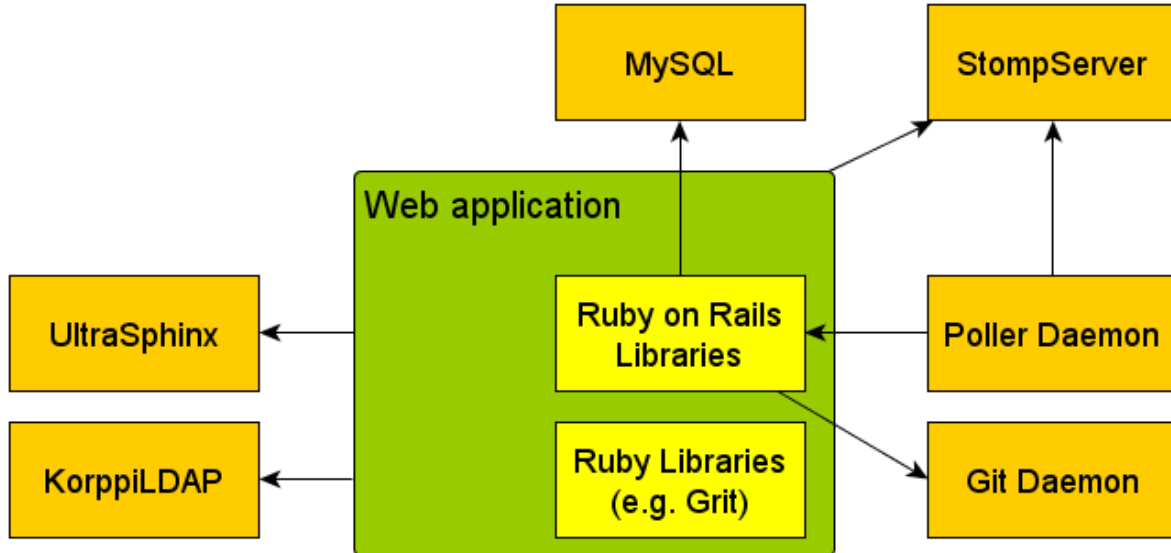 MySQL
StompServer
Web application
UltraSphinx
Ruby on Rails
Libraries
Poller Daemon
KorppiLDAP
Ruby Libraries
(e.g. Grit)
Git Daemon